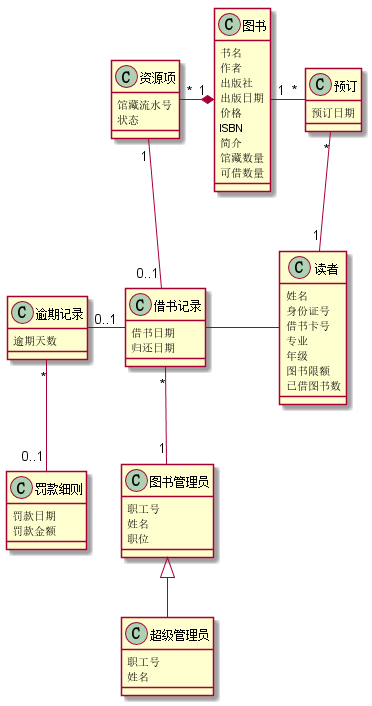 C 图书
书名
作者
出版社
出版日期
价格
ISBN
简介
馆藏数量
可借数量
C 资源项
馆藏流水号
状态
* 1
1 *
C 预订
预订日期
1
*
0..1
1
C 读者
姓名
身份证号
借书卡号
专业
年级
图书限额
已借图书数
C 借书记录
借书日期
归还日期
C 逾期记录
逾期天数
0..1
*
0..1
*
1
C 罚款细则
罚款日期
罚款金额
C 图书管理员
职工号
姓名
职位
C 超级管理员
职工号
姓名